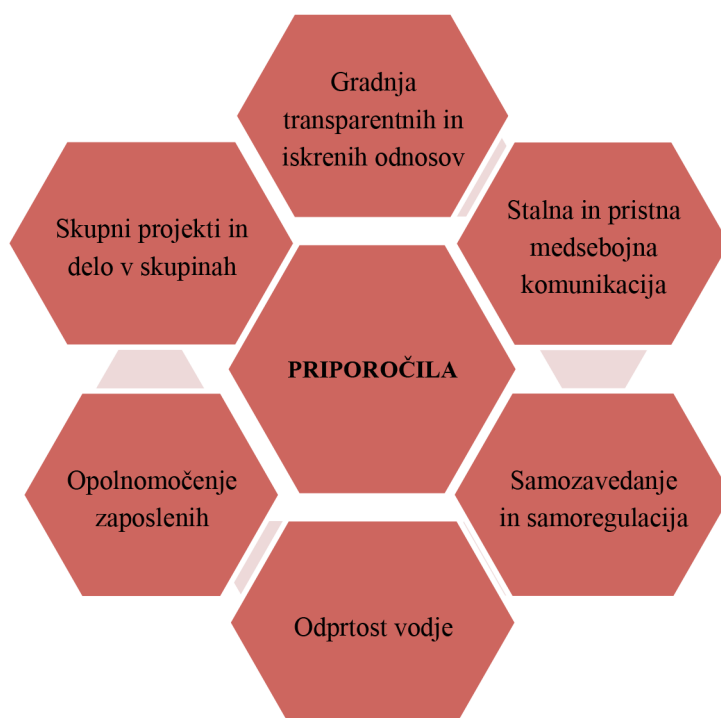 Gradnja
transparentnih in
iskrenih odnosov
Stalna in pristna
medsebojna
komunikacija
Skupni projekti in
delo v skupinah
PRIPOROČILA
Opolnomočenje
zaposlenih
Samozavedanje
in samoregulacija
Odprtost vodje